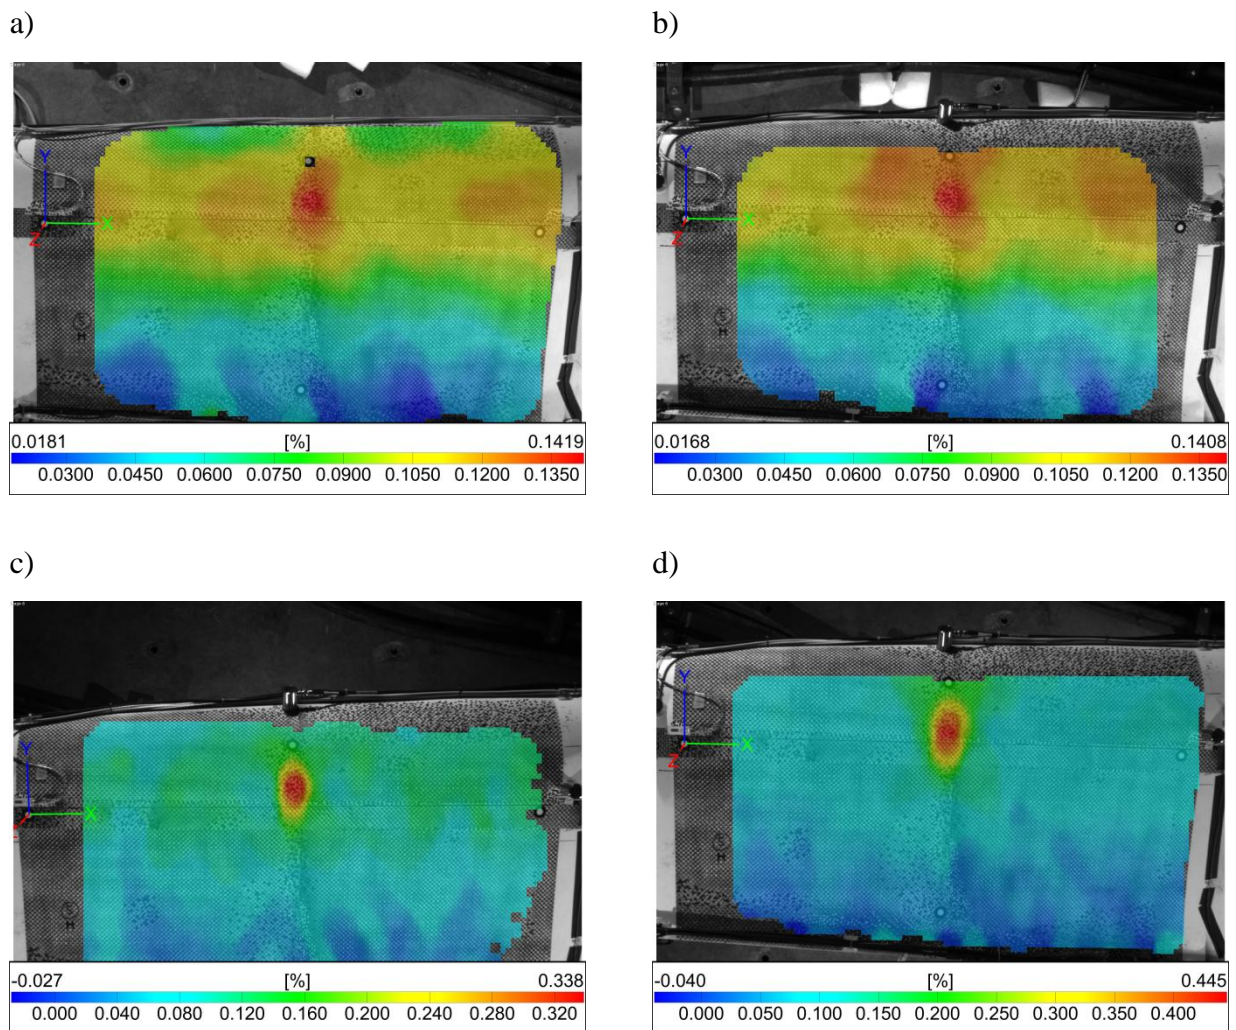 a)
b)
Y
X
Z
S
H
0.0181 [%] 0.1419
0.0300 0.0450 0.0600 0.0750 0.0900 0.1050 0.1200 0.1350
Y
X
Z
S
H
0.0168 [%] 0.1408
0.0300 0.0450 0.0600 0.0750 0.0900 0.1050 0.1200 0.1350
c)
d)
Y
X
H
-0.027 [%] 0.338
0.000 0.040 0.080 0.120 0.160 0.200 0.240 0.280 0.320
Y
X
Z
S
H
-0.040 [%] 0.445
0.000 0.050 0.100 0.150 0.200 0.250 0.300 0.350 0.400